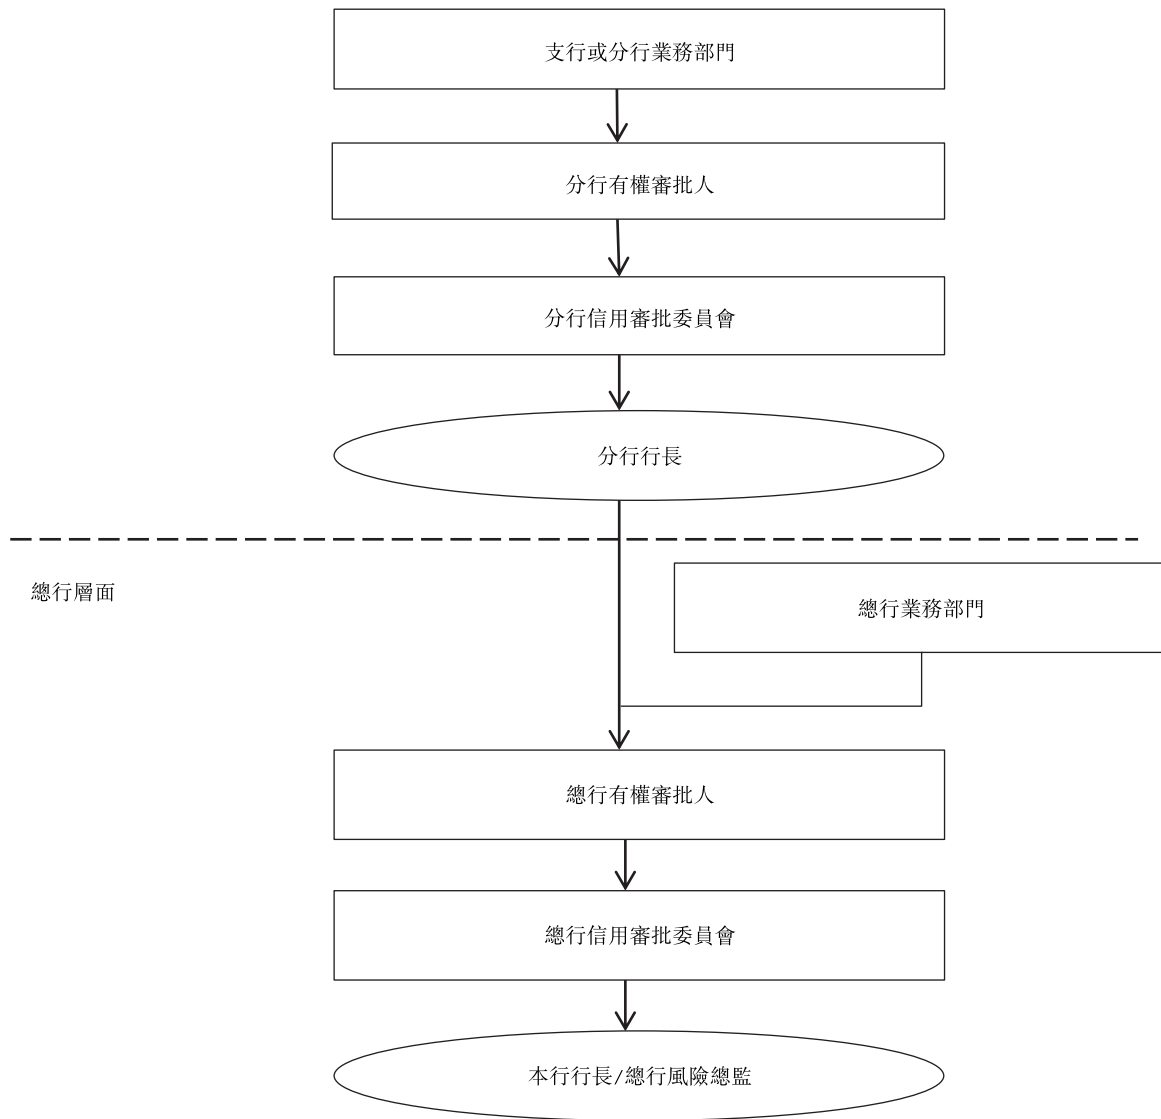 支行或分行業務部門
分行有權審批人
分行信用審批委員會
分行行長
總行層面
總行業務部門
總行有權審批人
總行信用審批委員會
本行行長/總行風險總監